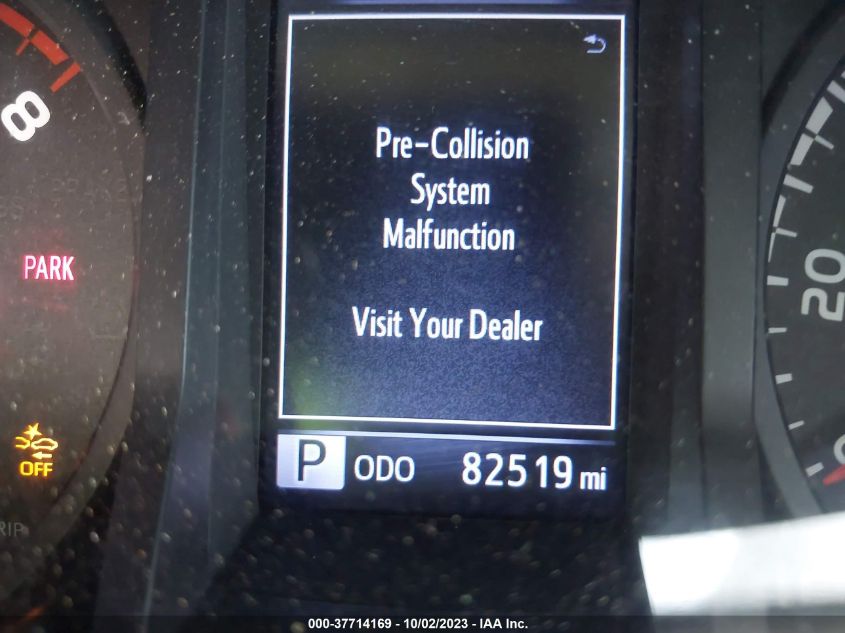 8
Pre-Collision
System
Malfunction
PARK
20
Visit Your Dealer
OFF
P ODO 82519 mi
000-37714169 - 10/02/2023 - IAA Inc.